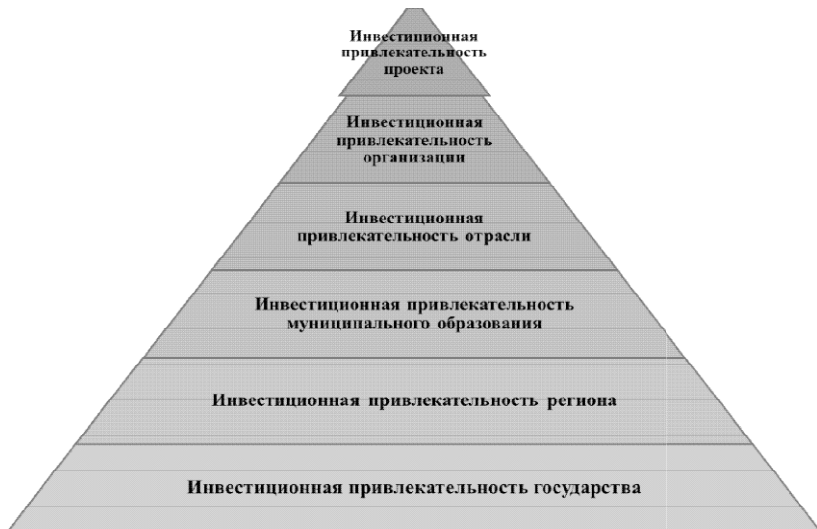 Инвестиционная
привлекательность
проекта
Инвестиционная
привлекательность
организации
Инвестиционная
привлекательность отрасли
Инвестиционная привлекательность
муниципального образования
Инвестиционная привлекательность региона
Инвестиционная привлекательность государства